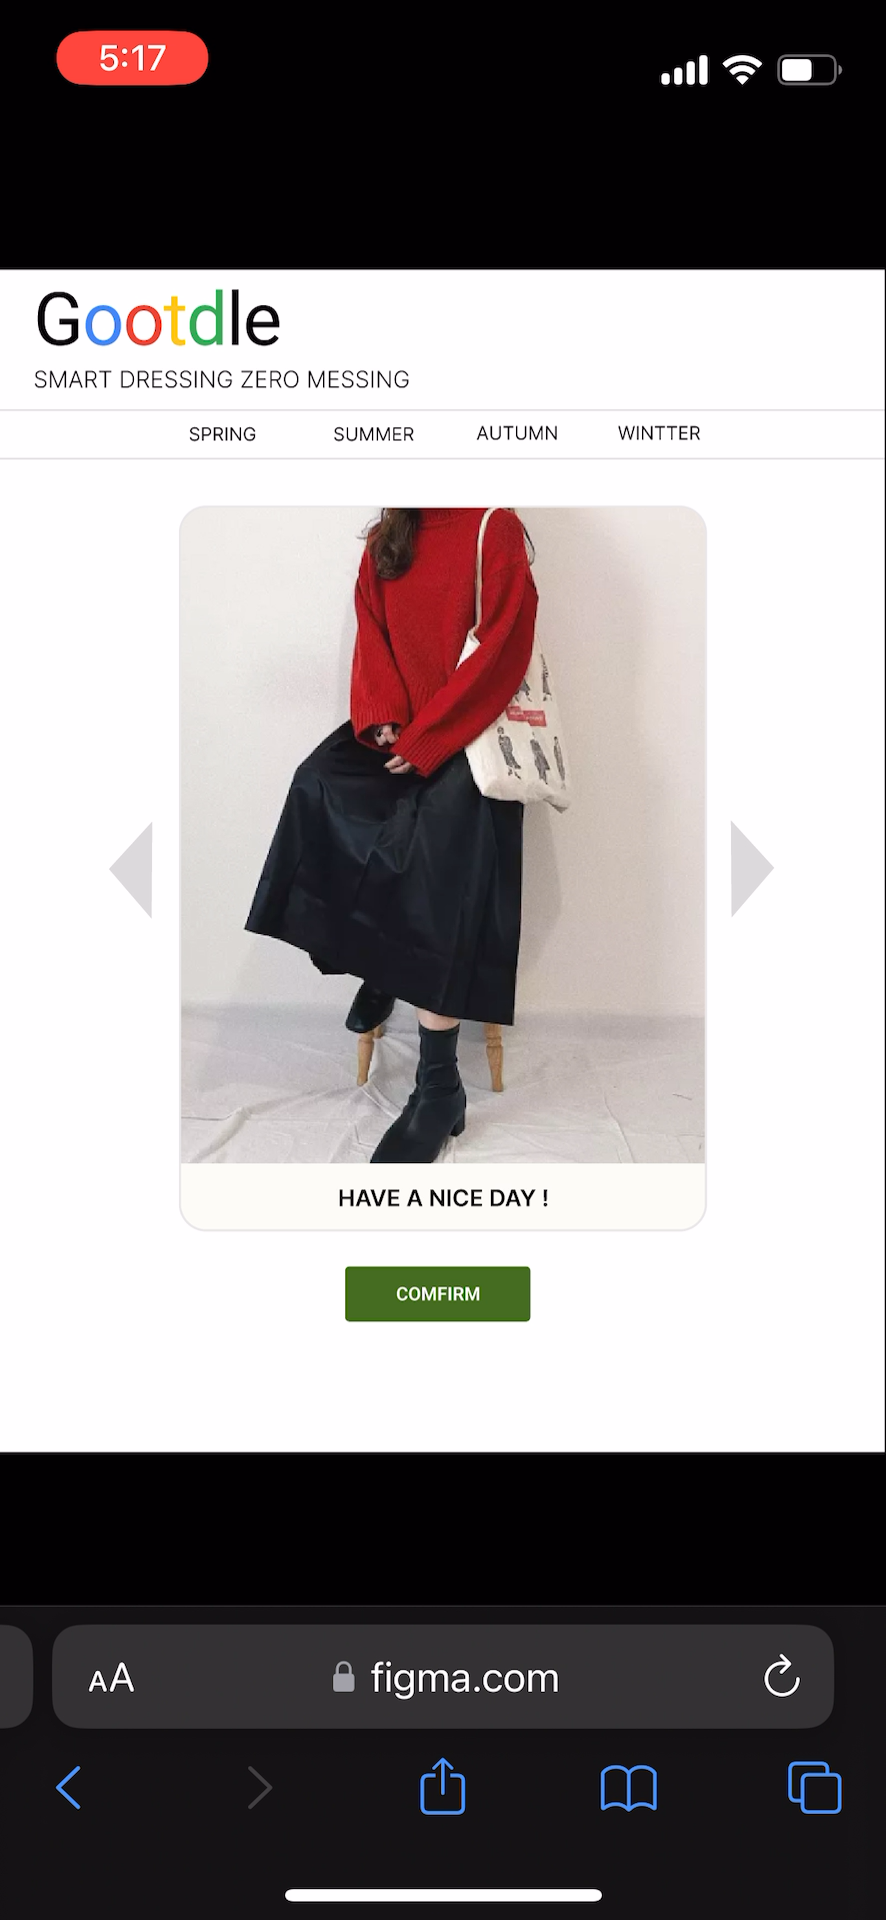 5:17
Gootdle
SMART DRESSING ZERO MESSING
SPRING SUMMER AUTUMN WINTTER
HAVE A NICE DAY !
COMFIRM
AA figma.com